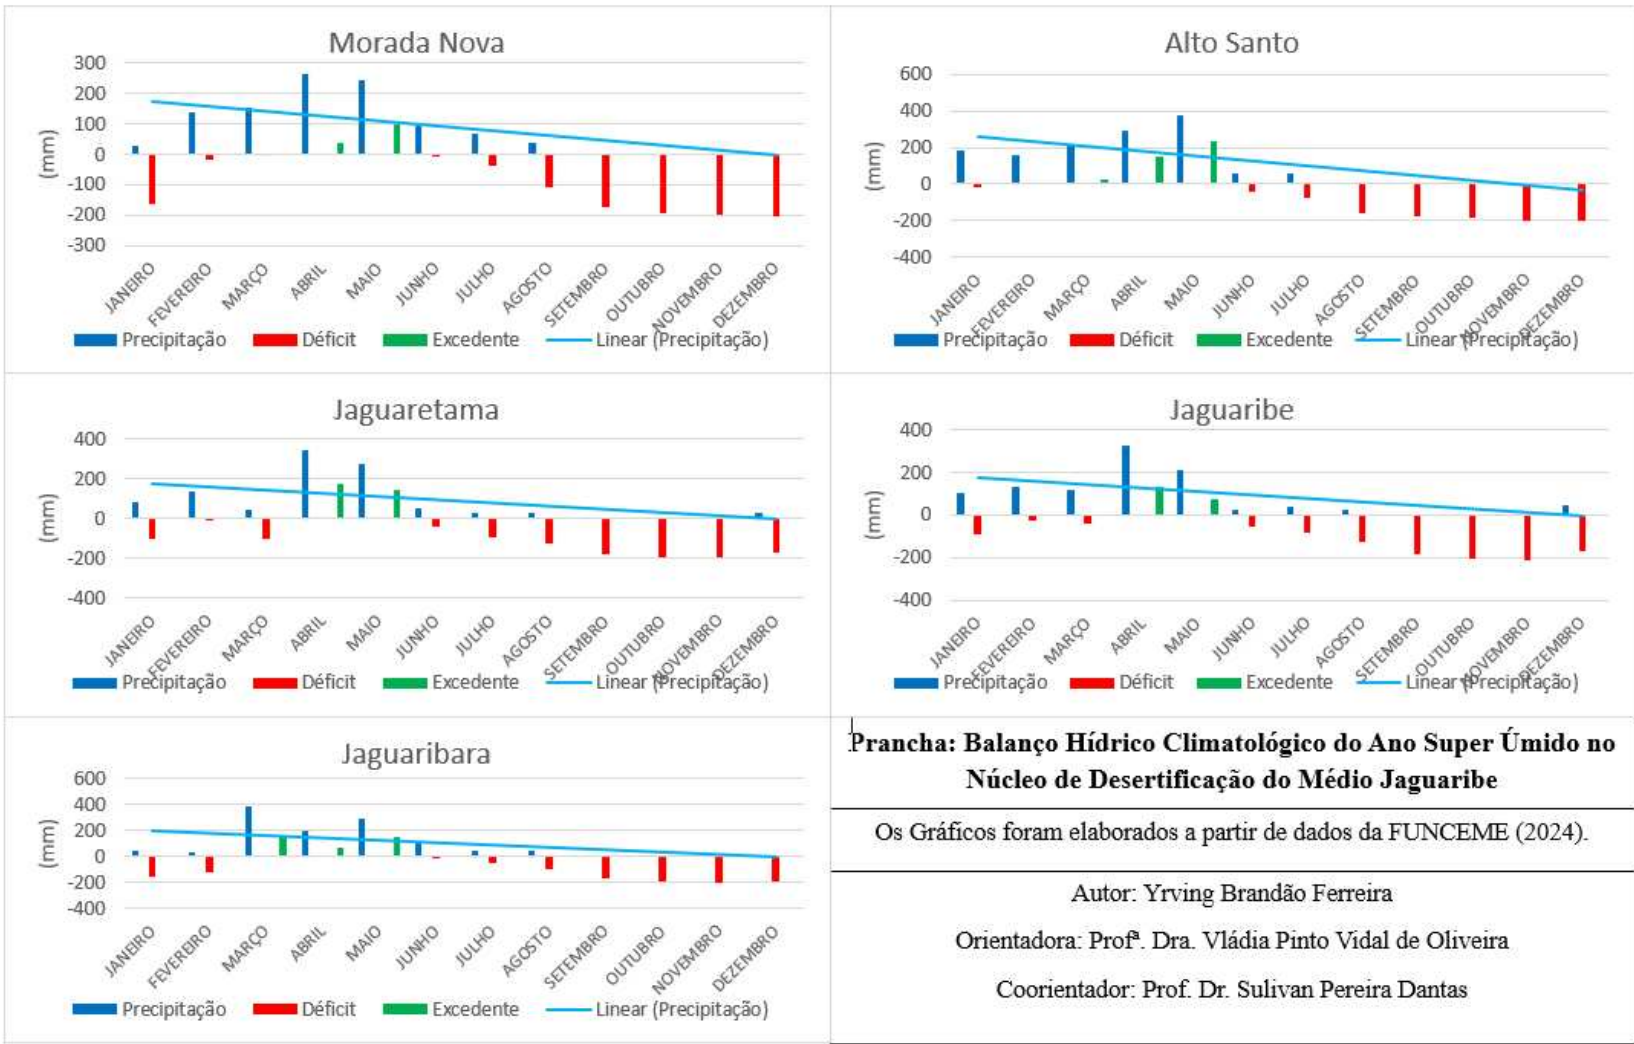 Morada Nova
300
200
100
0
-100
-200
-300
(mm)
JANEIRO
FEVEREIRO
MARÇO
ABRIL
MAIO
JUNHO
JULHO
AGOSTO
SETEMBRO
OUTUBRO
NOVEMBRO
DEZEMBRO
Precipitação Déficit Excedente Linear (Precipitação)
Alto Santo
600
400
200
0
-200
-400
(mm)
JANEIRO
FEVEREIRO
MARÇO
ABRIL
MAIO
JUNHO
JULHO
AGOSTO
SETEMBRO
OUTUBRO
NOVEMBRO
DEZEMBRO
Precipitação Déficit Excedente Linear (Precipitação)
Jaguaretama
400
200
0
-200
-400
(mm)
JANEIRO
FEVEREIRO
MARÇO
ABRIL
MAIO
JUNHO
JULHO
AGOSTO
SETEMBRO
OUTUBRO
NOVEMBRO
DEZEMBRO
Precipitação Déficit Excedente Linear (Precipitação)
Jaguaribe
400
200
0
-200
-400
(mm)
JANEIRO
FEVEREIRO
MARÇO
ABRIL
MAIO
JUNHO
JULHO
AGOSTO
SETEMBRO
OUTUBRO
NOVEMBRO
DEZEMBRO
Precipitação Déficit Excedente Linear (Precipitação)
Jaguaribara
600
400
200
0
-200
-400
(mm)
JANEIRO
FEVEREIRO
MARÇO
ABRIL
MAIO
JUNHO
JULHO
AGOSTO
SETEMBRO
OUTUBRO
NOVEMBRO
DEZEMBRO
Precipitação Déficit Excedente Linear (Precipitação)
Prancha: Balanço Hídrico Climatológico do Ano Super Úmido no
Núcleo de Desertificação do Médio Jaguaribe
Os Gráficos foram elaborados a partir de dados da FUNCEME (2024).
Autor: Yrving Brandão Ferreira
Orientadora: Profª. Dra. Vládia Pinto Vidal de Oliveira
Coorientador: Prof. Dr. Sulivan Pereira Dantas